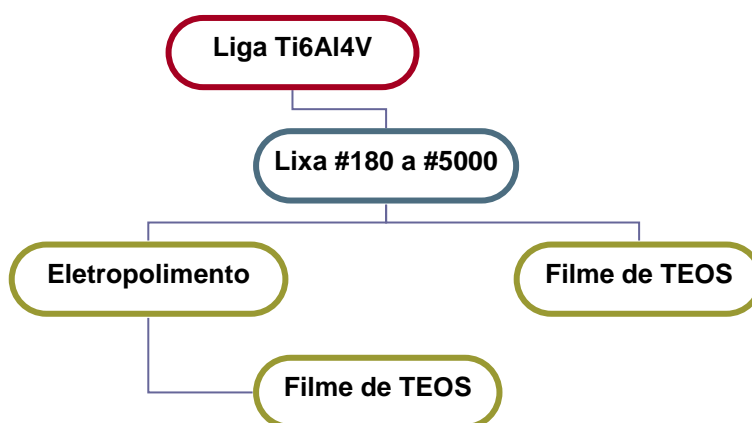 Liga Ti6Al4V
Lixa #180 a #5000
Eletropolimento
Filme de TEOS
Filme de TEOS